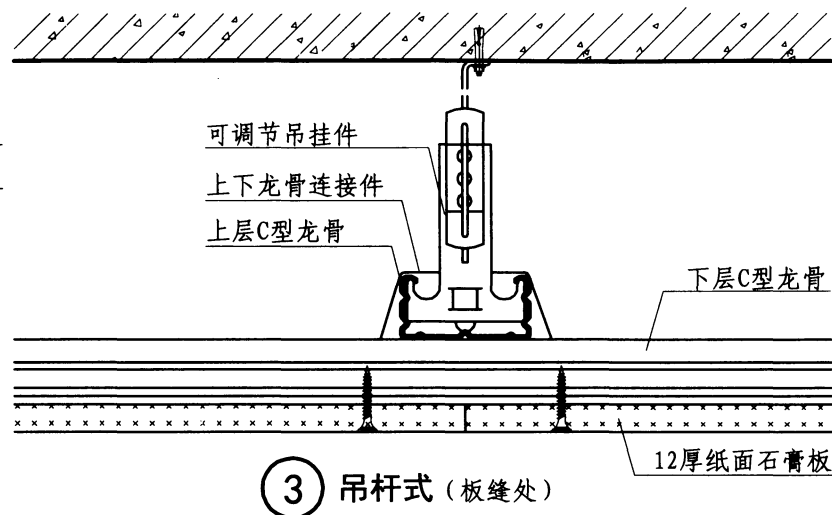 可调节吊挂件
上下龙骨连接件
上层C型龙骨
下层C型龙骨
12厚纸面石膏板
3 吊杆式（板缝处）